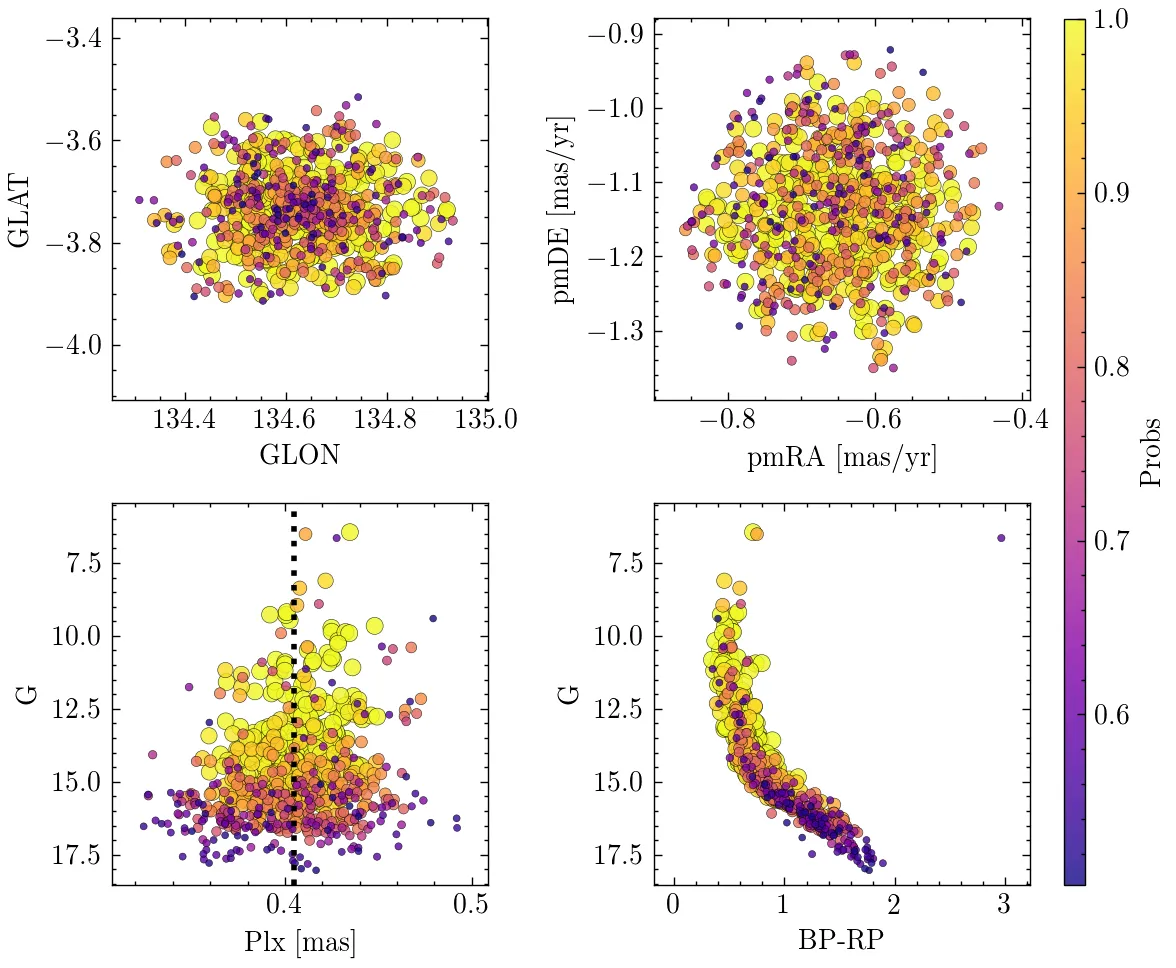 −3.4
−3.6
−3.8
−4.0
GLAT
134.4 134.6 134.8 135.0
GLON
−0.9
−1.0
−1.1
−1.2
−1.3
pmDE [mas/yr]
−0.8 −0.6 −0.4
pmRA [mas/yr]
7.5
10.0
12.5
15.0
17.5
G
0.4 0.5
Plx [mas]
7.5
10.0
12.5
15.0
17.5
G
0 1 2 3
BP-RP
1.0
0.9
0.8
0.7
0.6
Probs